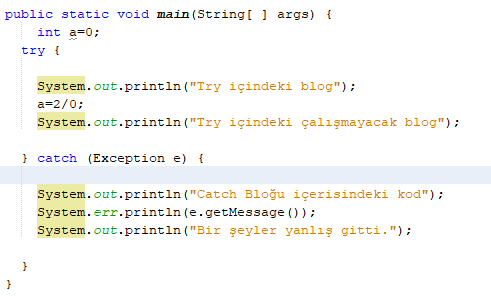 public static void main(String[ ] args) {
int a=0;
try {
System.out.println("Try içindeki blog");
a=2/0;
System.out.println("Try içindeki çalışmayacak blog");
} catch (Exception e) {
System.out.println("Catch Bloğu içerisindeki kod");
System.err.println(e.getMessage());
System.out.println("Bir şeyler yanlış gitti.");
}
}